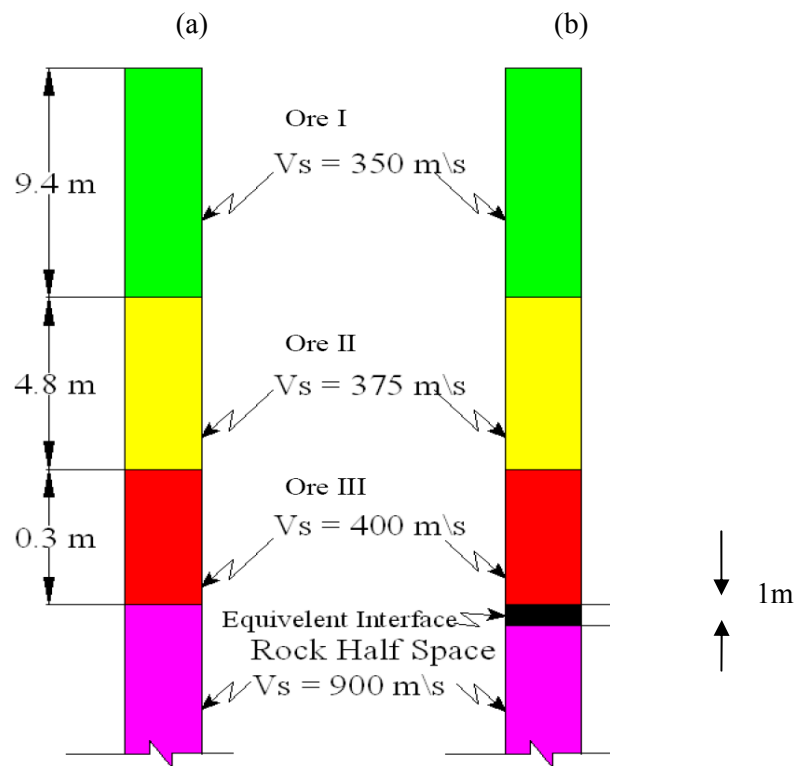 (a) (b)
Ore I
Vs = 350 m\s
9.4 m
Ore II
Vs = 375 m\s
4.8 m
Ore III
Vs = 400 m\s
0.3 m
1m
Equivelent Interface
Rock Half Space
Vs = 900 m\s